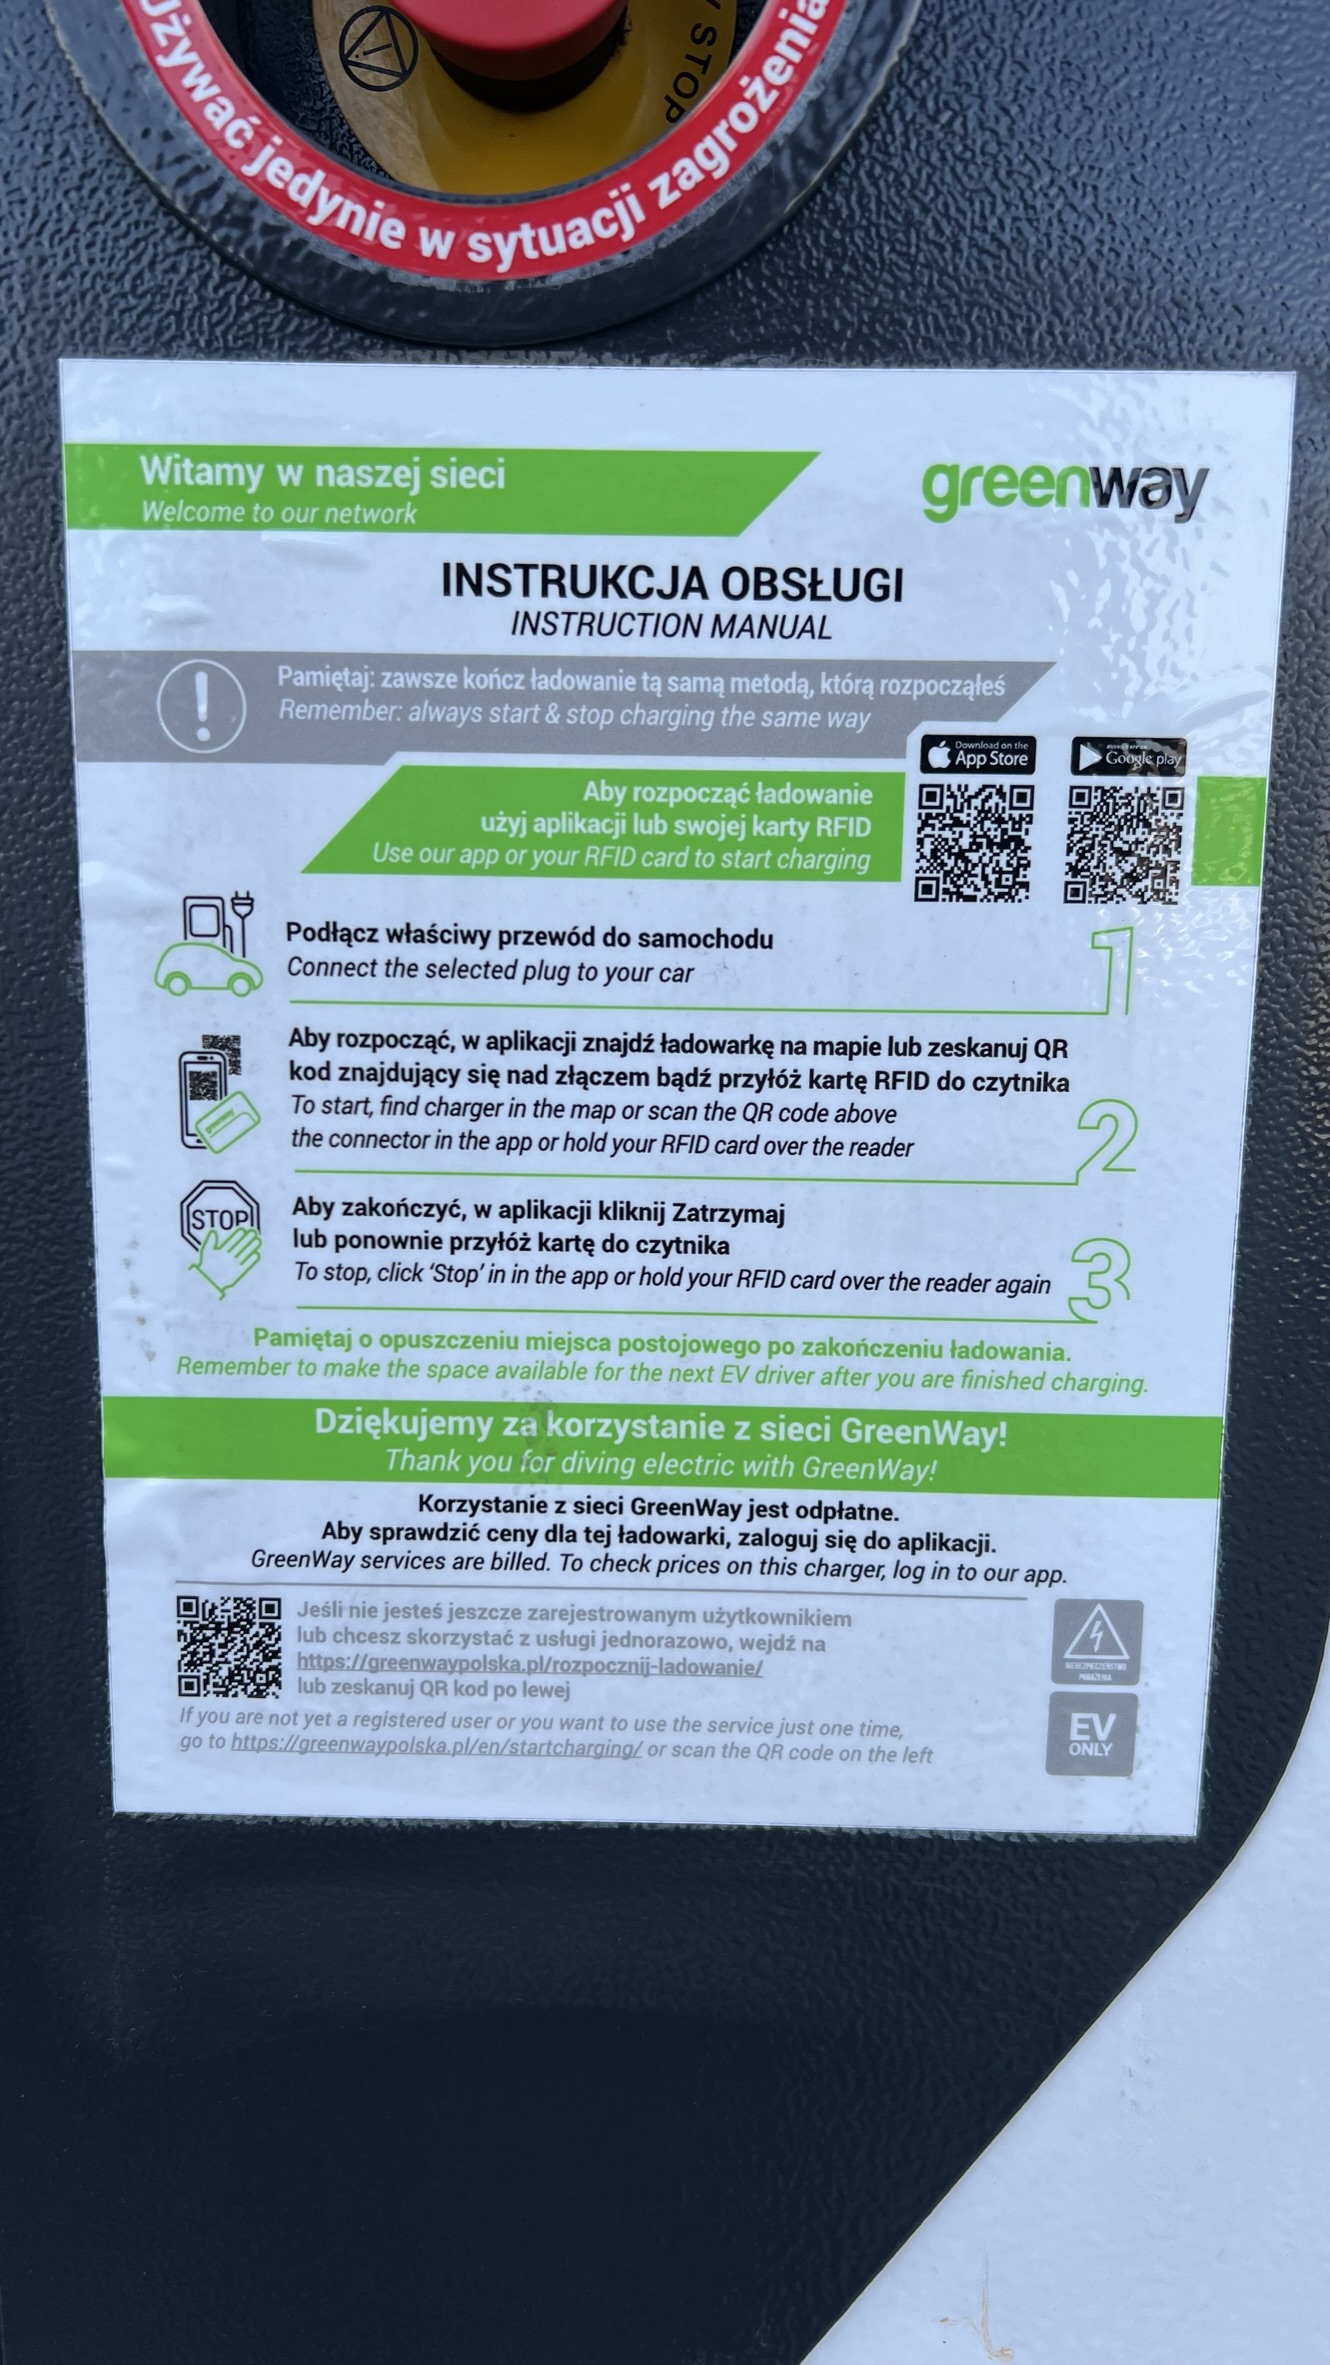 Używać jedynie w sytuacji zagrożenia
STOP
Witamy w naszej sieci
Welcome to our network
greenway
INSTRUKCJA OBSŁUGI
INSTRUCTION MANUAL
Pamiętaj: zawsze kończ ładowanie tą samą metodą, którą rozpocząłeś
Remember: always start & stop charging the same way
Download on the
App Store
Google play
Aby rozpocząć ładowanie
użyj aplikacji lub swojej karty RFID
Use our app or your RFID card to start charging
Podłącz właściwy przewód do samochodu
Connect the selected plug to your car
1
Aby rozpocząć, w aplikacji znajdź ładowarkę na mapie lub zeskanuj QR
kod znajdujący się nad złączem bądź przyłóż kartę RFID do czytnika
To start, find charger in the map or scan the QR code above
the connector in the app or hold your RFID card over the reader
greenway
2
STOP
Aby zakończyć, w aplikacji kliknij Zatrzymaj
lub ponownie przyłóż kartę do czytnika
To stop, click ‘Stop’ in in the app or hold your RFID card over the reader again
3
Pamiętaj o opuszczeniu miejsca postojowego po zakończeniu ładowania.
Remember to make the space available for the next EV driver after you are finished charging.
Dziękujemy za korzystanie z sieci GreenWay!
Thank you for diving electric with GreenWay!
Korzystanie z sieci GreenWay jest odpłatne.
Aby sprawdzić ceny dla tej ładowarki, zaloguj się do aplikacji.
GreenWay services are billed. To check prices on this charger, log in to our app.
Jeśli nie jesteś jeszcze zarejestrowanym użytkownikiem
lub chcesz skorzystać z usługi jednorazowo, wejdź na
https://greenwaypolska.pl/rozpocznij-ladowanie/
lub zeskanuj QR kod po lewej
If you are not yet a registered user or you want to use the service just one time,
go to https://greenwaypolska.pl/en/startcharging/ or scan the QR code on the left
NIEBEZPIECZEŃSTWO
PORAŻENIA
EV
ONLY